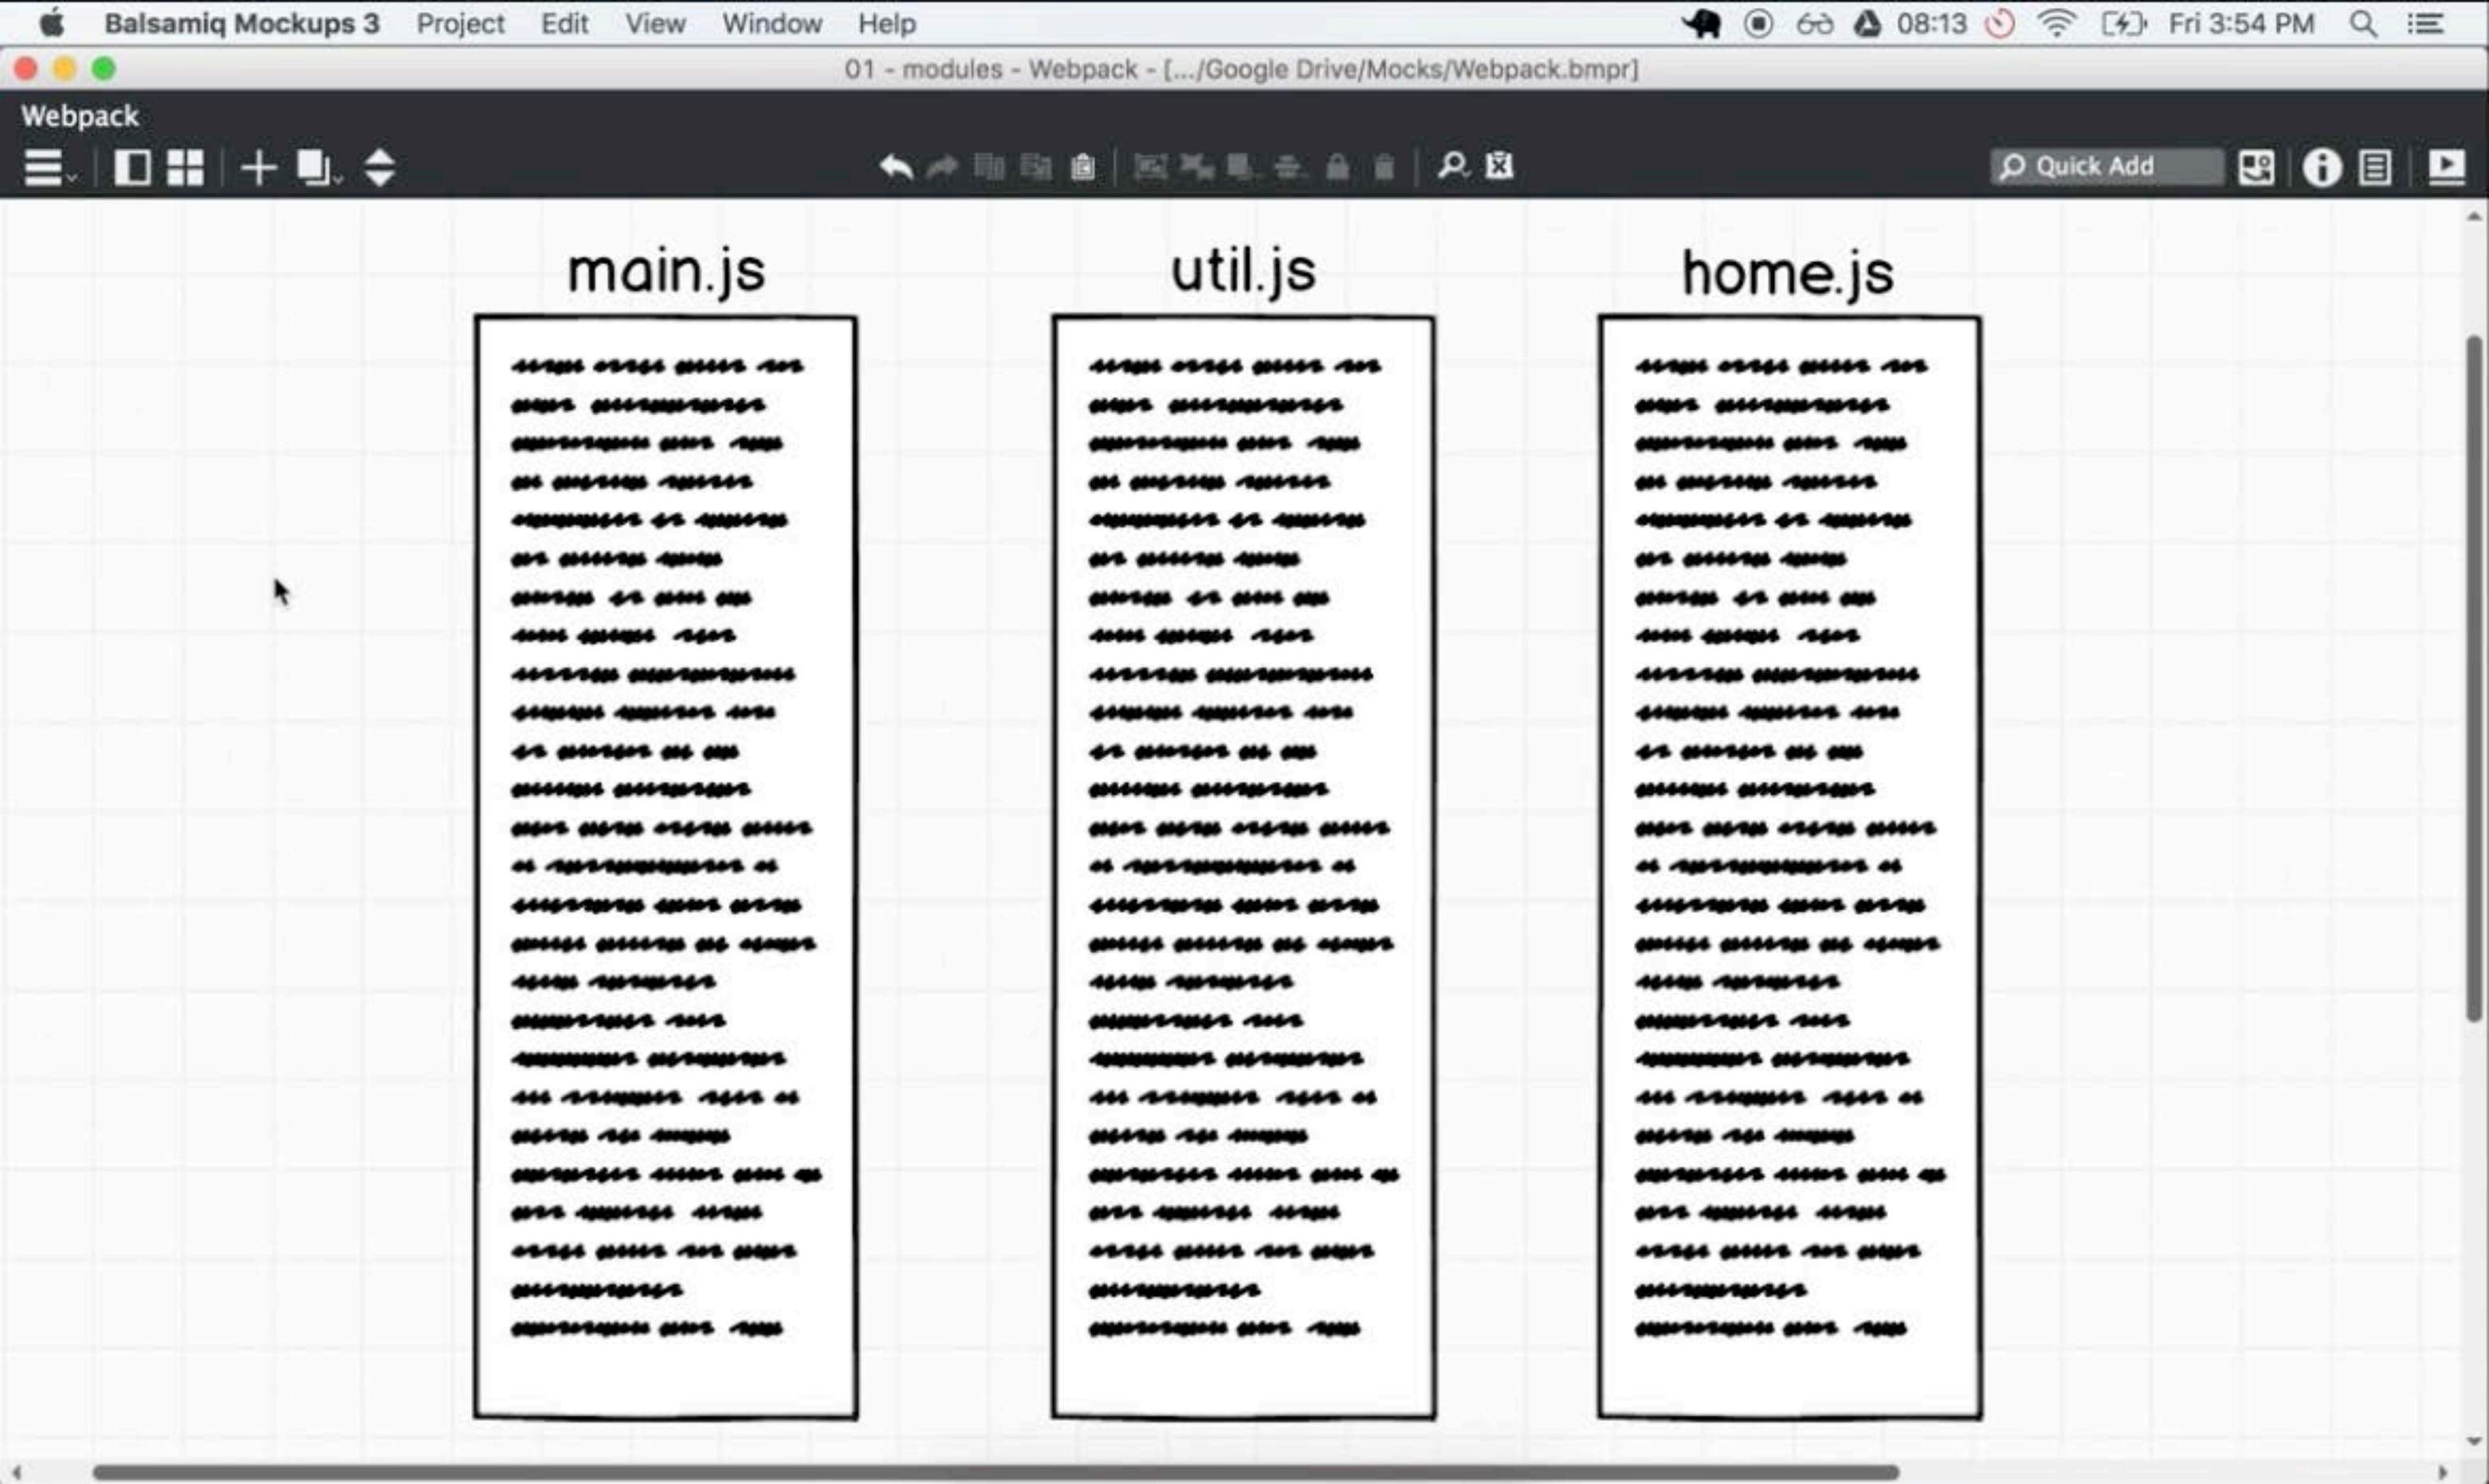 Balsamiq Mockups 3 Project Edit View Window Help 08:13 Fri 3:54 PM
01 - modules - Webpack - [.../Google Drive/Mocks/Webpack.bmpr]
Webpack
Quick Add
main.js util.js home.js